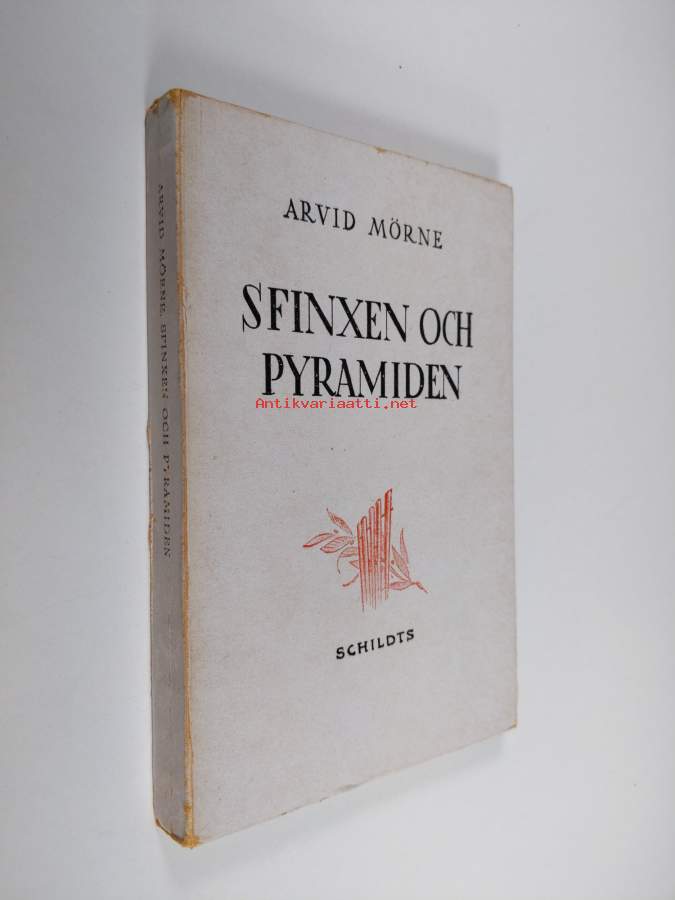 ARVID MÖRNE
SFINXEN OCH
PYRAMIDEN
Antikvariaatti.net
SCHILDTS
ARVID MÖRNE SFINXEN OCH PYRAMIDEN